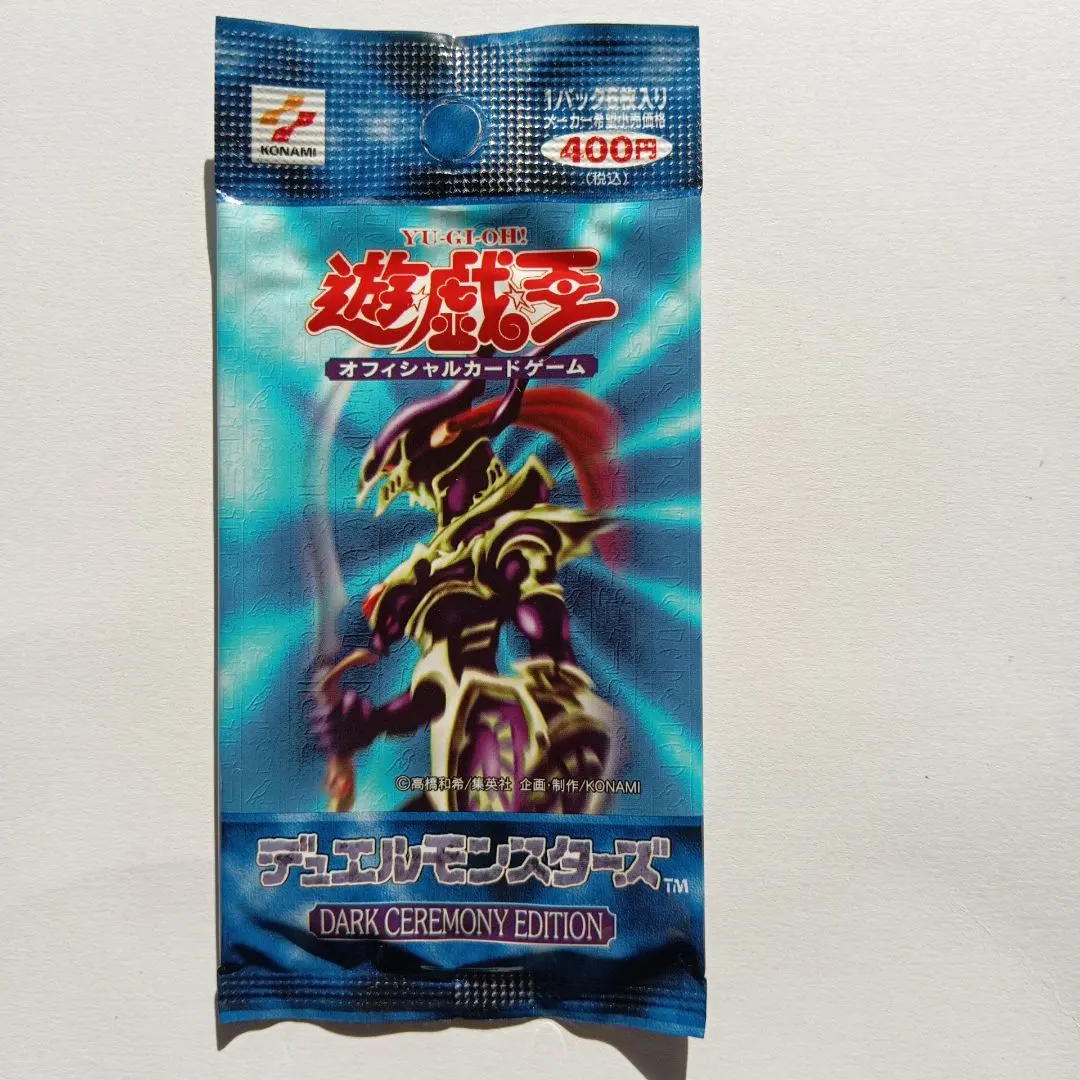 KONAMI
1パック5枚入り
メーカー希望小売価格
400円
(税込)
YU-GI-OH!
遊☆戯☆王
オフィシャルカードゲーム
©高橋和希/集英社 企画・制作/KONAMI
デュエルモンスターズ™
DARK CEREMONY EDITION